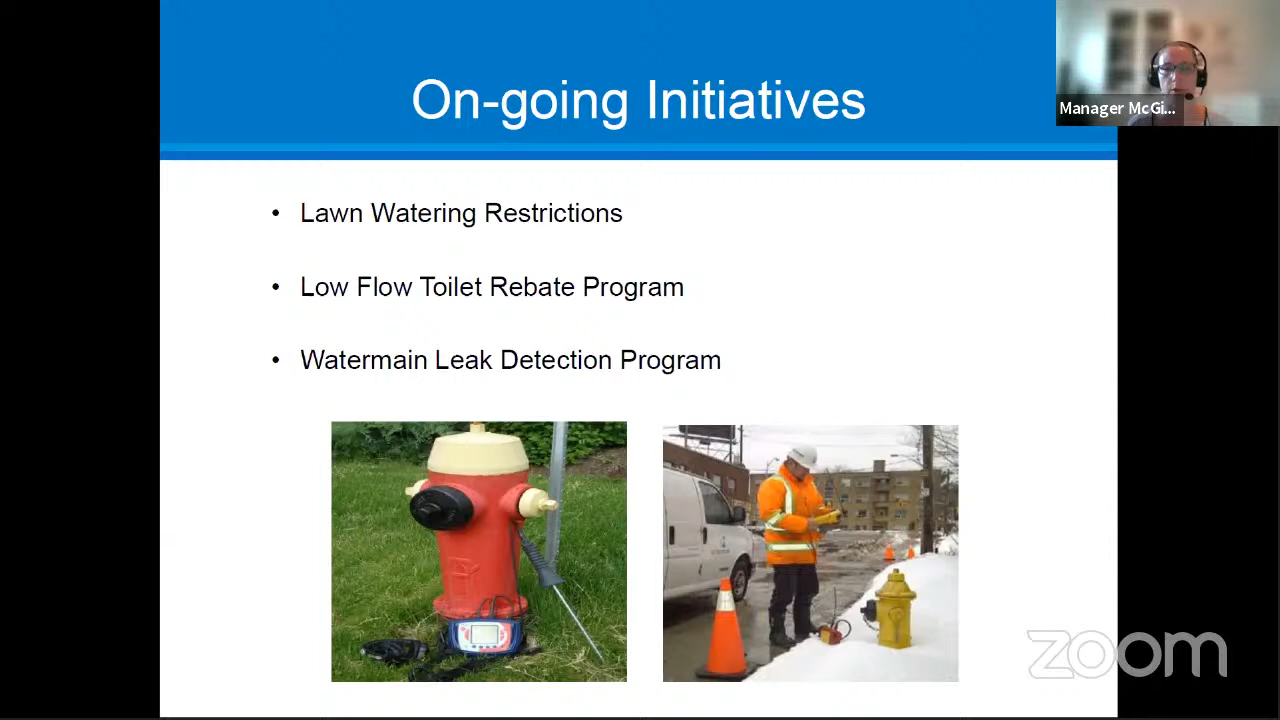 On-going Initiatives
Manager McGi...
• Lawn Watering Restrictions
• Low Flow Toilet Rebate Program
• Watermain Leak Detection Program
zoom